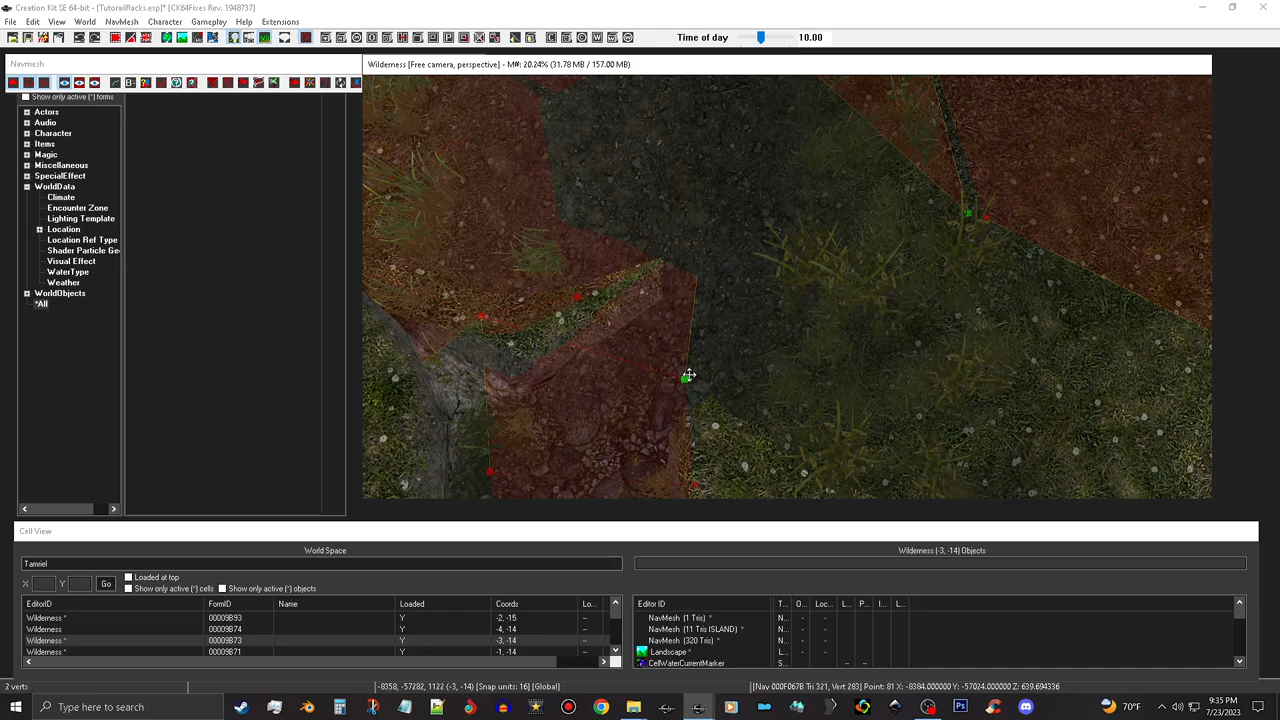 Creation Kit SE 64-bit - [TutorailRacks.esp]* [CK64Fixes Rev. 1948737]
File Edit View World NavMesh Character Gameplay Help Extensions
Time of day 10.00
Navmesh
Wilderness [Free camera, perspective] - M#: 20.24% (31.78 MB / 157.00 MB)
Show only active (*) forms
Actors
Audio
Character
Items
Magic
Miscellaneous
SpecialEffect
WorldData
Climate
Encounter Zone
Lighting Template
Location
Location Ref Type
Shader Particle Ge
Visual Effect
WaterType
Weather
WorldObjects
*All
Cell View
World Space
Wilderness (-3, -14) Objects
Tamriel
X Y Go Loaded at top
Show only active (*) cells Show only active (*) objects
EditorID FormID Name Loaded Coords Lo...
Wilderness * 00009B93 Y -2, -15 --
Wilderness 00009B74 Y -4, -14 --
Wilderness * 00009B73 Y -3, -14 --
Wilderness * 00009B71 Y -1, -14 --
Editor ID T... O... Loc... L... P... I... L...
NavMesh (1 Tris) * N... - -
NavMesh (11 Tris ISLAND) * N... - -
NavMesh (320 Tris) * N... - -
Landscape * L... - -
CellWaterCurrentMarker S... -- --
2 verts
-8358, -57282, 1122 (-3, -14) [Snap units: 16] [Global]
[Nav 000F067B Tri 321, Vert 283] Point: 81 X: -8384.000000 Y: -57024.000000 Z: 639.694336
Type here to search
70°F
9:35 PM
7/23/2023